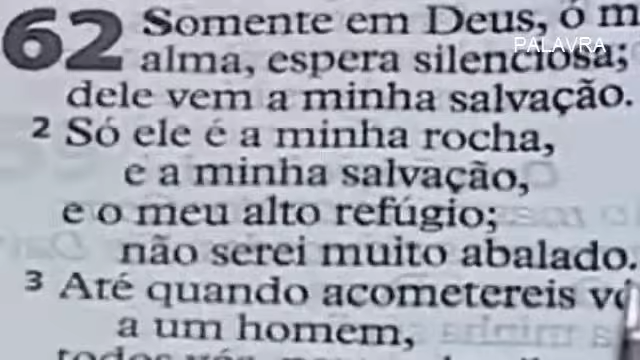 62 Somente em Deus, ó m
PALAVRA
alma, espera silenciosa;
dele vem a minha salvação.
2 Só ele é a minha rocha,
e a minha salvação,
e o meu alto refúgio;
não serei muito abalado.
3 Até quando acometereis
a um homem,